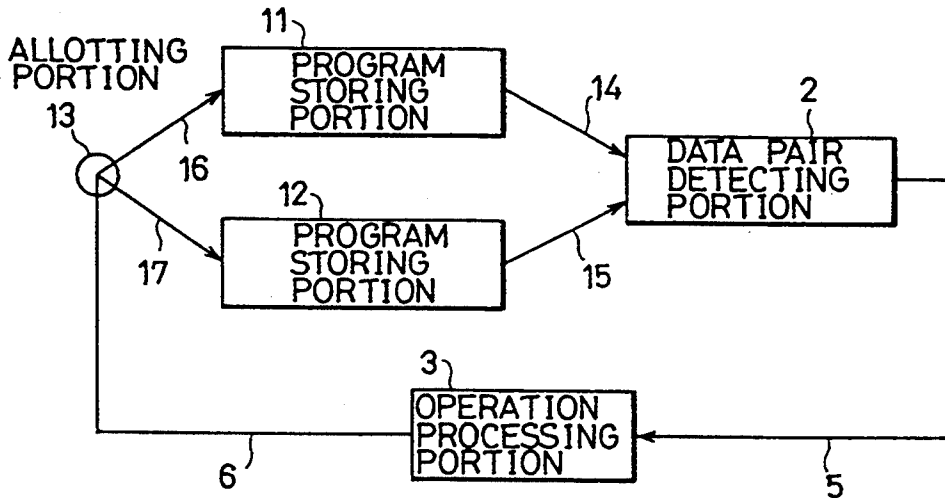 ALLOTTING
PORTION
13
11
PROGRAM
STORING
PORTION
16
14
2
DATA PAIR
DETECTING
PORTION
17
12
PROGRAM
STORING
PORTION
15
3
OPERATION
PROCESSING
PORTION
6
5